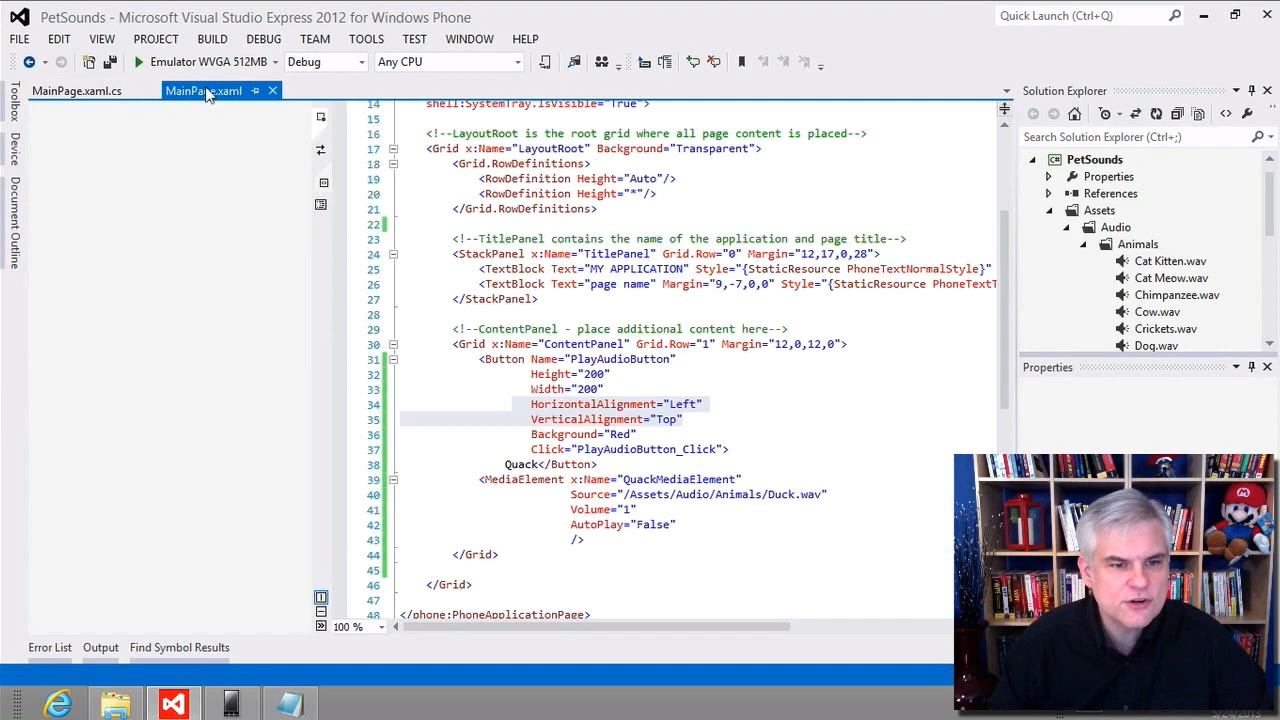 PetSounds - Microsoft Visual Studio Express 2012 for Windows Phone
Quick Launch (Ctrl+Q)
FILE EDIT VIEW PROJECT BUILD DEBUG TEAM TOOLS TEST WINDOW HELP
Emulator WVGA 512MB Debug Any CPU
MainPage.xaml.cs MainPage.xaml
Toolbox
Device
Document Outline
14 shell:SystemTray.IsVisible="True">
15
16 <!--LayoutRoot is the root grid where all page content is placed-->
17 <Grid x:Name="LayoutRoot" Background="Transparent">
18 <Grid.RowDefinitions>
19 <RowDefinition Height="Auto"/>
20 <RowDefinition Height="*"/>
21 </Grid.RowDefinitions>
22
23 <!--TitlePanel contains the name of the application and page title-->
24 <StackPanel x:Name="TitlePanel" Grid.Row="0" Margin="12,17,0,28">
25 <TextBlock Text="MY APPLICATION" Style="{StaticResource PhoneTextNormalStyle}"
26 <TextBlock Text="page name" Margin="9,-7,0,0" Style="{StaticResource PhoneTextT
27 </StackPanel>
28
29 <!--ContentPanel - place additional content here-->
30 <Grid x:Name="ContentPanel" Grid.Row="1" Margin="12,0,12,0">
31 <Button Name="PlayAudioButton"
32 Height="200"
33 Width="200"
34 HorizontalAlignment="Left"
35 VerticalAlignment="Top"
36 Background="Red"
37 Click="PlayAudioButton_Click">
38 Quack</Button>
39 <MediaElement x:Name="QuackMediaElement"
40 Source="/Assets/Audio/Animals/Duck.wav"
41 Volume="1"
42 AutoPlay="False"
43 />
44 </Grid>
45
46 </Grid>
47
48 </phone:PhoneApplicationPage>
100 %
Solution Explorer
Search Solution Explorer (Ctrl+;)
PetSounds
Properties
References
Assets
Audio
Animals
Cat Kitten.wav
Cat Meow.wav
Chimpanzee.wav
Cow.wav
Crickets.wav
Dog.wav
Properties
Error List Output Find Symbol Results